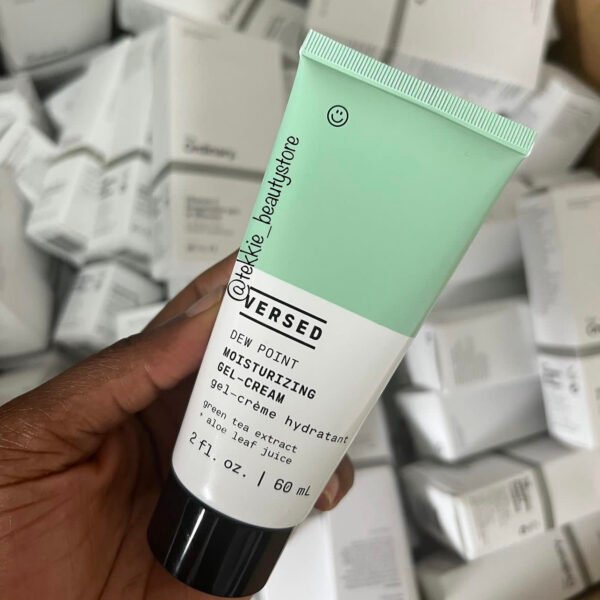 @tekkie_beautystore
VERSED
DEW POINT
MOISTURIZING
GEL-CREAM
gel-crème hydratant
green tea extract
+ aloe leaf juice
2 fl. oz. | 60 mL
Ordinary